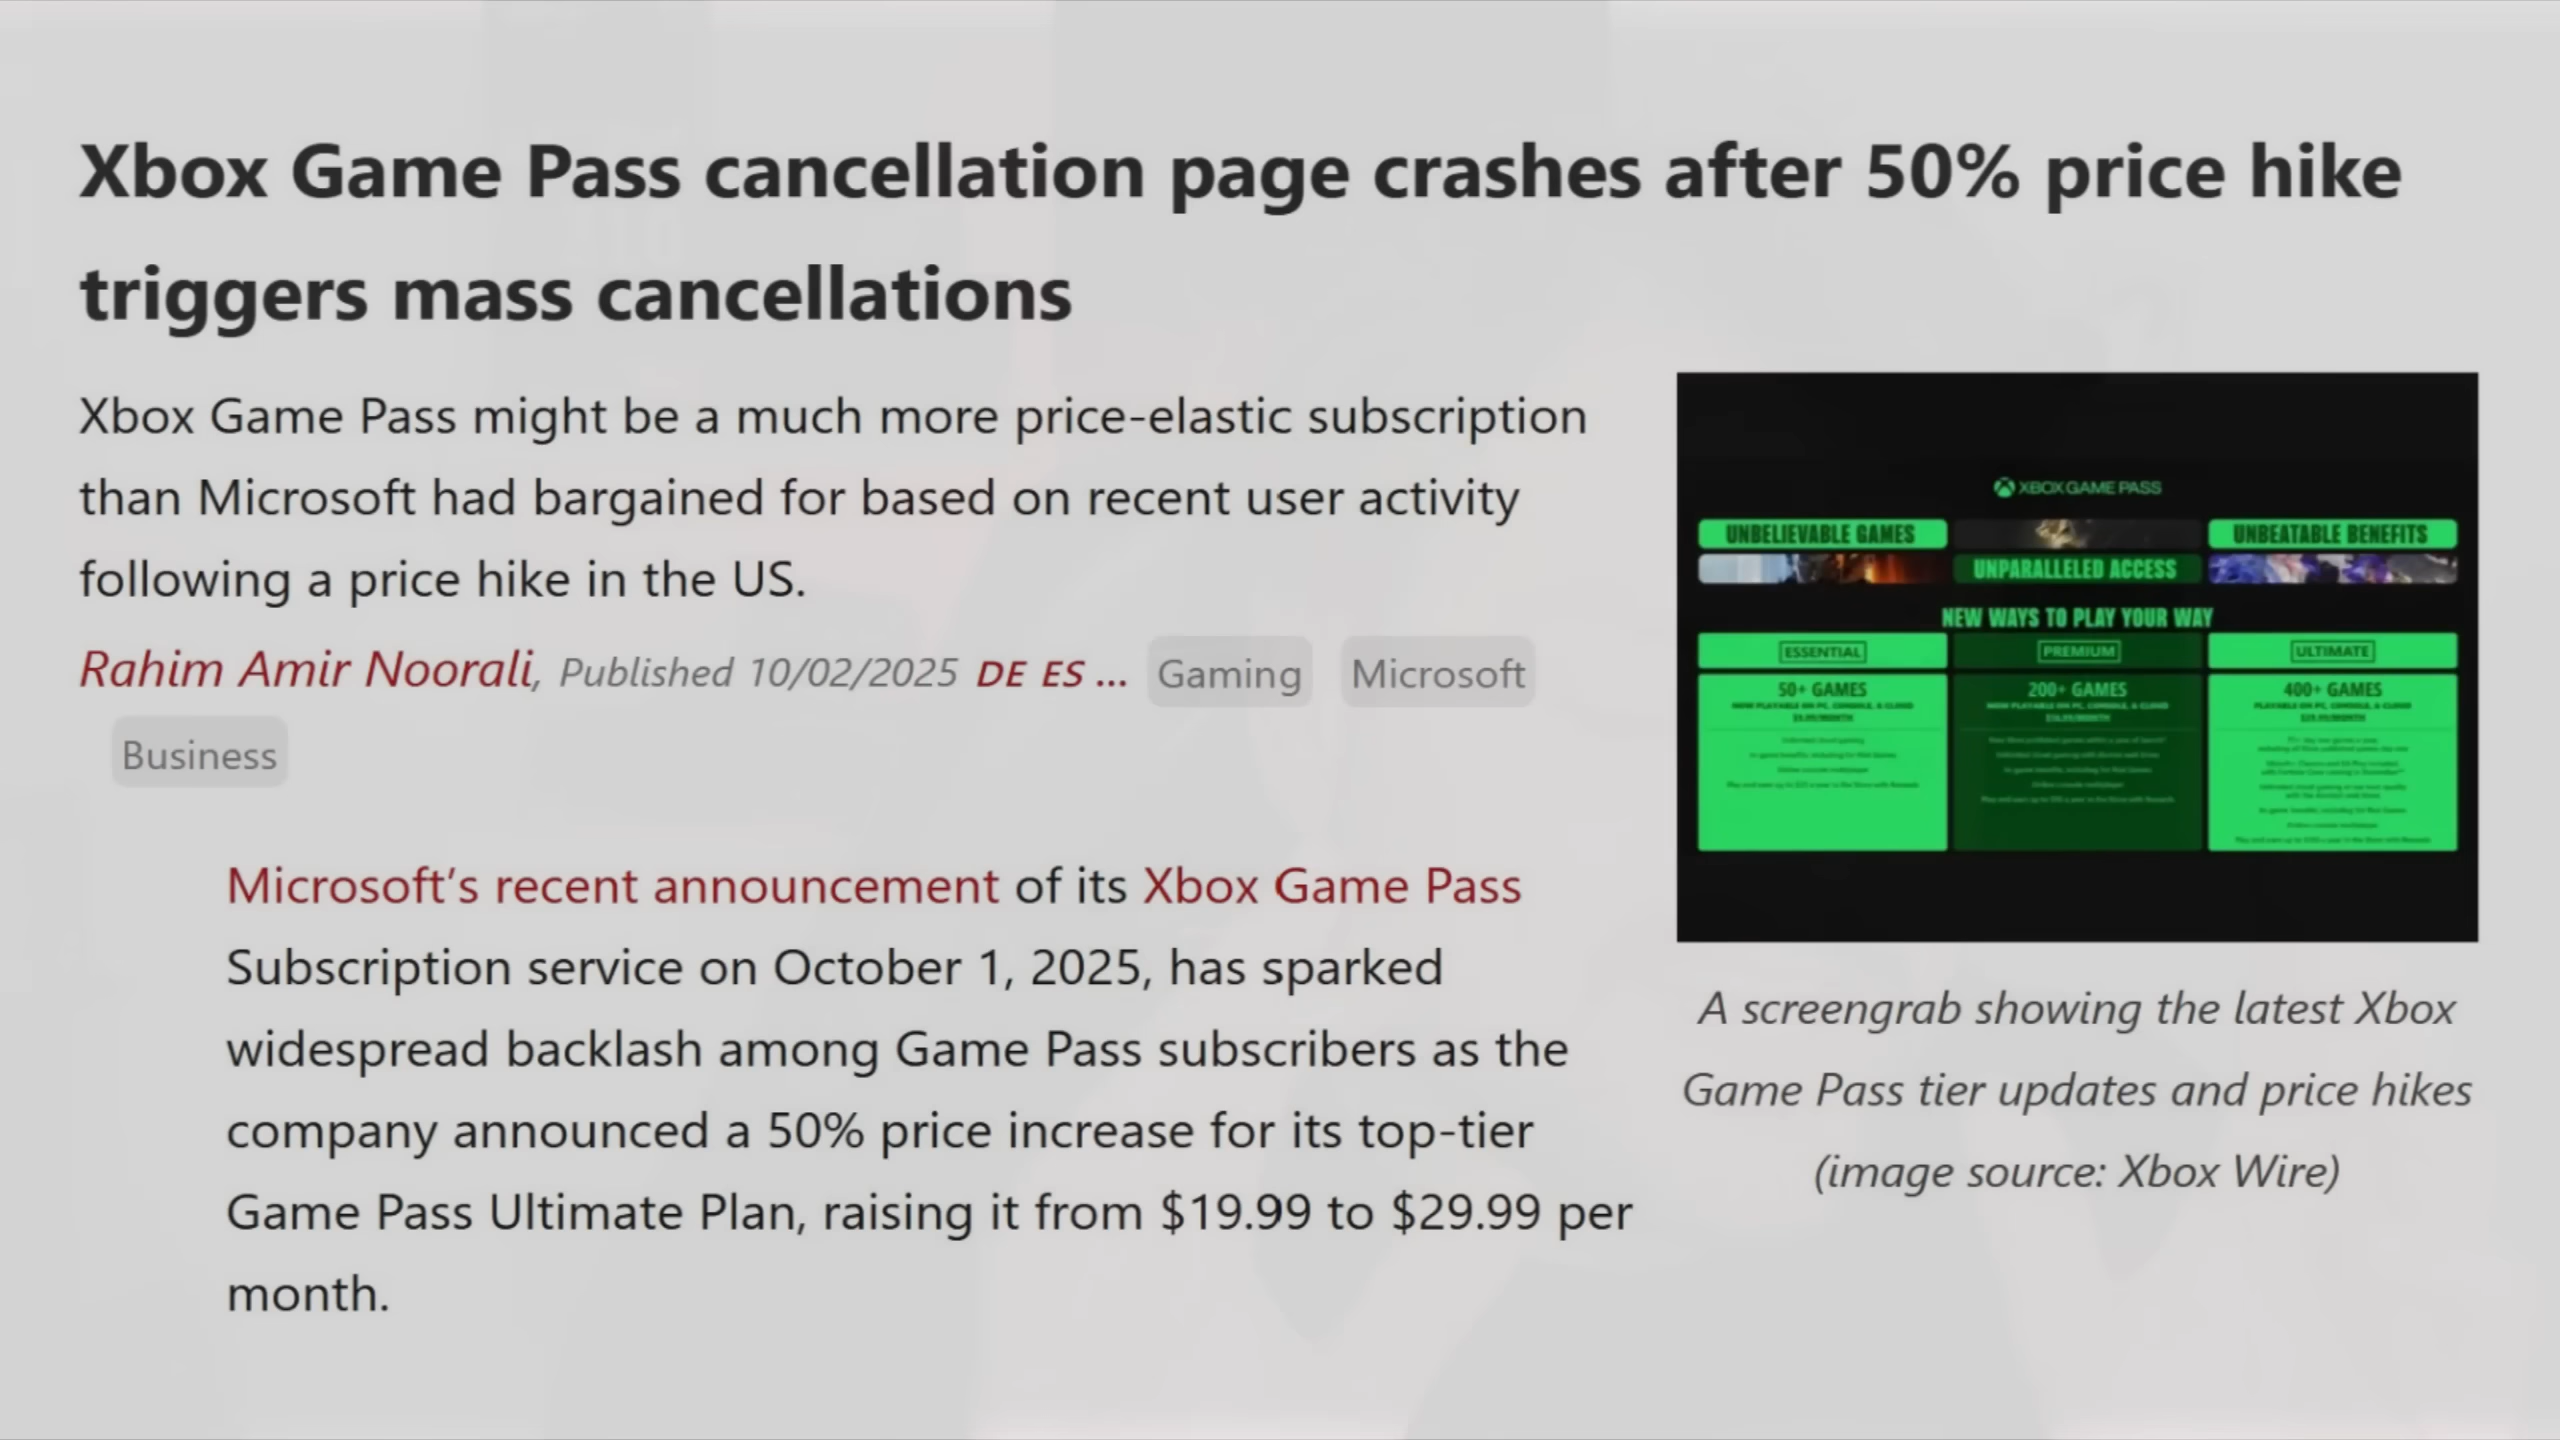 Xbox Game Pass cancellation page crashes after 50% price hike
triggers mass cancellations
Xbox Game Pass might be a much more price-elastic subscription
than Microsoft had bargained for based on recent user activity
following a price hike in the US.
Rahim Amir Noorali, Published 10/02/2025 DE ES ... Gaming Microsoft
Business
Microsoft’s recent announcement of its Xbox Game Pass
Subscription service on October 1, 2025, has sparked
widespread backlash among Game Pass subscribers as the
company announced a 50% price increase for its top-tier
Game Pass Ultimate Plan, raising it from $19.99 to $29.99 per
month.
XBOX GAME PASS
UNBELIEVABLE GAMES
UNBEATABLE BENEFITS
UNPARALLELED ACCESS
NEW WAYS TO PLAY YOUR WAY
ESSENTIAL PREMIUM ULTIMATE
50+ GAMES 200+ GAMES 400+ GAMES
A screengrab showing the latest Xbox
Game Pass tier updates and price hikes
(image source: Xbox Wire)